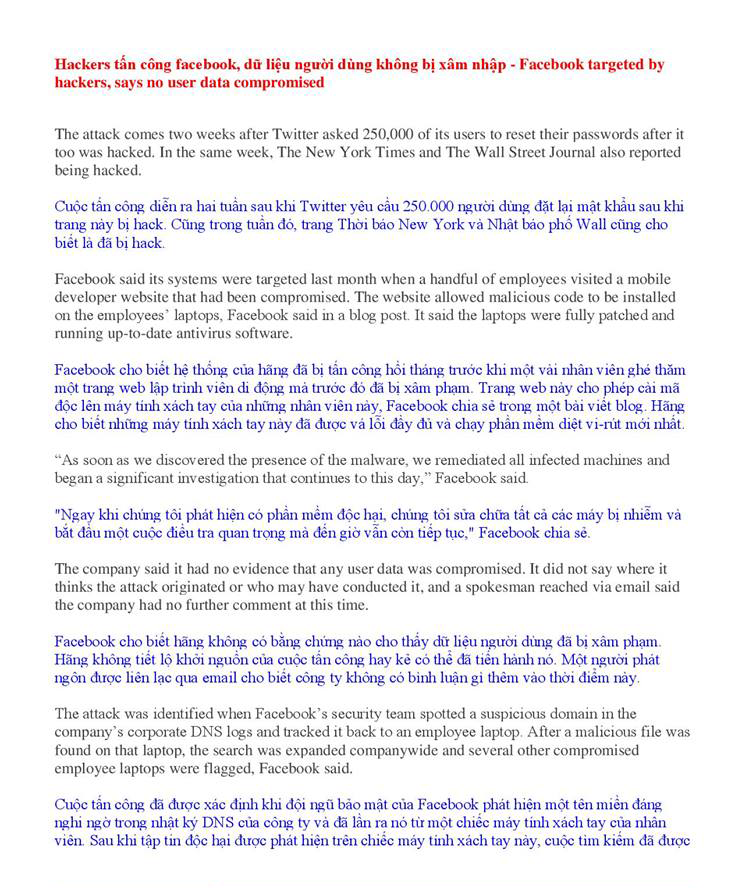 Hackers tấn công facebook, dữ liệu người dùng không bị xâm nhập - Facebook targeted by
hackers, says no user data compromised
The attack comes two weeks after Twitter asked 250,000 of its users to reset their passwords after it
too was hacked. In the same week, The New York Times and The Wall Street Journal also reported
being hacked.
Cuộc tấn công diễn ra hai tuần sau khi Twitter yêu cầu 250.000 người dùng đặt lại mật khẩu sau khi
trang này bị hack. Cũng trong tuần đó, trang Thời báo New York và Nhật báo phố Wall cũng cho
biết là đã bị hack.
Facebook said its systems were targeted last month when a handful of employees visited a mobile
developer website that had been compromised. The website allowed malicious code to be installed
on the employees’ laptops, Facebook said in a blog post. It said the laptops were fully patched and
running up-to-date antivirus software.
Facebook cho biết hệ thống của hãng đã bị tấn công hồi tháng trước khi một vài nhân viên ghé thăm
một trang web lập trình viên di động mà trước đó đã bị xâm phạm. Trang web này cho phép cài mã
độc lên máy tính xách tay của những nhân viên này, Facebook chia sẻ trong một bài viết blog. Hãng
cho biết những máy tính xách tay này đã được vá lỗi đầy đủ và chạy phần mềm diệt vi-rút mới nhất.
“As soon as we discovered the presence of the malware, we remediated all infected machines and
began a significant investigation that continues to this day,” Facebook said.
"Ngay khi chúng tôi phát hiện có phần mềm độc hại, chúng tôi sửa chữa tất cả các máy bị nhiễm và
bắt đầu một cuộc điều tra quan trọng mà đến giờ vẫn còn tiếp tục," Facebook chia sẻ.
The company said it had no evidence that any user data was compromised. It did not say where it
thinks the attack originated or who may have conducted it, and a spokesman reached via email said
the company had no further comment at this time.
Facebook cho biết hãng không có bằng chứng nào cho thấy dữ liệu người dùng đã bị xâm phạm.
Hãng không tiết lộ khởi nguồn của cuộc tấn công hay kẻ có thể đã tiến hành nó. Một người phát
ngôn được liên lạc qua email cho biết công ty không có bình luận gì thêm vào thời điểm này.
The attack was identified when Facebook’s security team spotted a suspicious domain in the
company’s corporate DNS logs and tracked it back to an employee laptop. After a malicious file was
found on that laptop, the search was expanded companywide and several other compromised
employee laptops were flagged, Facebook said.
Cuộc tấn công đã được xác định khi đội ngũ bảo mật của Facebook phát hiện một tên miền đáng
nghi ngờ trong nhật ký DNS của công ty và đã lần ra nó từ một chiếc máy tính xách tay của nhân
viên. Sau khi tập tin độc hại được phát hiện trên chiếc máy tính xách tay này, cuộc tìm kiếm đã được